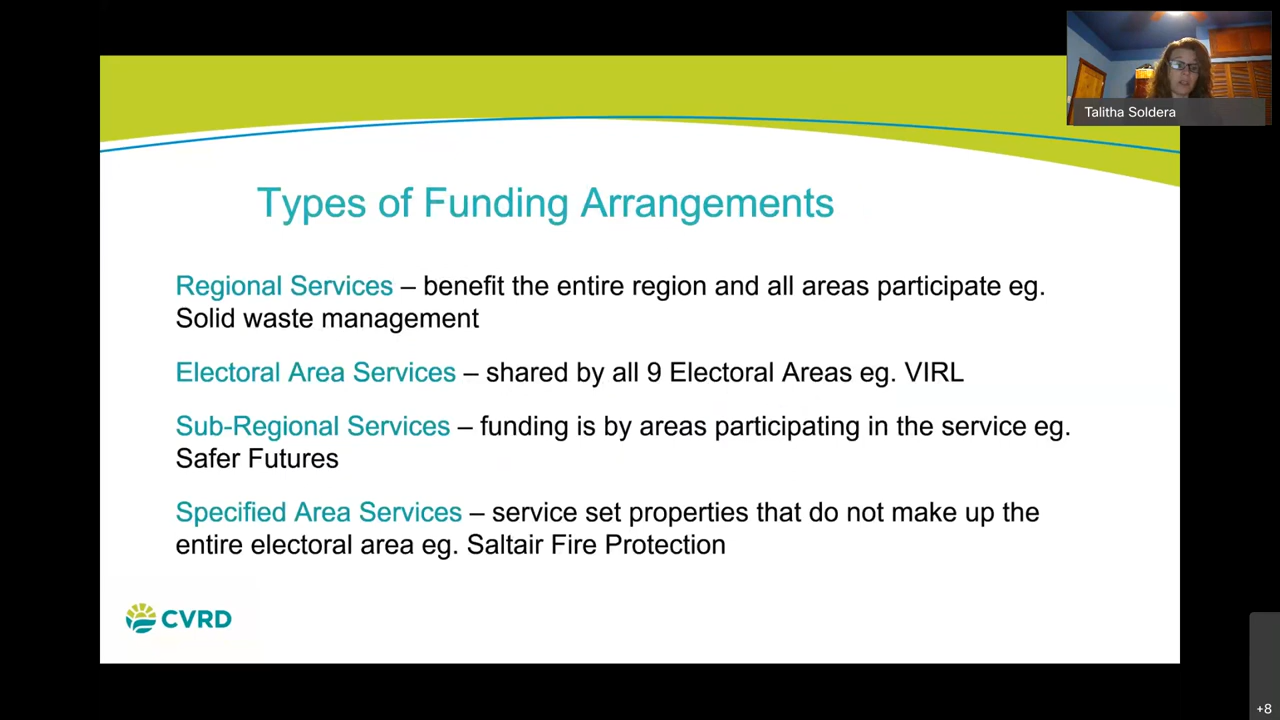 Talitha Soldera
Types of Funding Arrangements
Regional Services – benefit the entire region and all areas participate eg.
Solid waste management
Electoral Area Services – shared by all 9 Electoral Areas eg. VIRL
Sub-Regional Services – funding is by areas participating in the service eg.
Safer Futures
Specified Area Services – service set properties that do not make up the
entire electoral area eg. Saltair Fire Protection
CVRD
+8